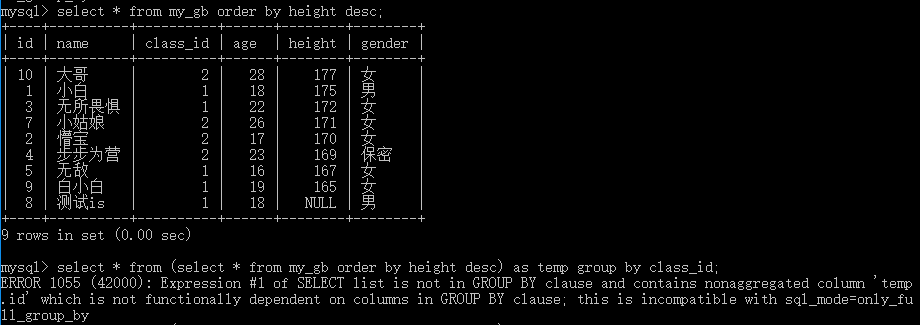 mysql> select * from my_gb order by height desc;
+----+----------+----------+------+--------+--------+
| id | name | class_id | age | height | gender |
+----+----------+----------+------+--------+--------+
| 10 | 大哥 | 2 | 28 | 177 | 女
| 1 | 小白 | 1 | 18 | 175 | 男
| 3 | 无所畏惧 | 1 | 22 | 172 | 女
| 7 | 小姑娘 | 2 | 26 | 171 | 女
| 2 | 懵宝 | 2 | 17 | 170 | 女
| 4 | 步步为营 | 2 | 23 | 169 | 保密
| 5 | 无敌 | 1 | 16 | 167 | 女
| 9 | 白小白 | 1 | 19 | 165 | 女
| 8 | 测试is | 1 | 18 | NULL | 男
+----+----------+----------+------+--------+--------+
9 rows in set (0.00 sec)
mysql> select * from (select * from my_gb order by height desc) as temp group by class_id;
ERROR 1055 (42000): Expression #1 of SELECT list is not in GROUP BY clause and contains nonaggregated column 'temp
.id' which is not functionally dependent on columns in GROUP BY clause; this is incompatible with sql_mode=only_fu
ll_group_by